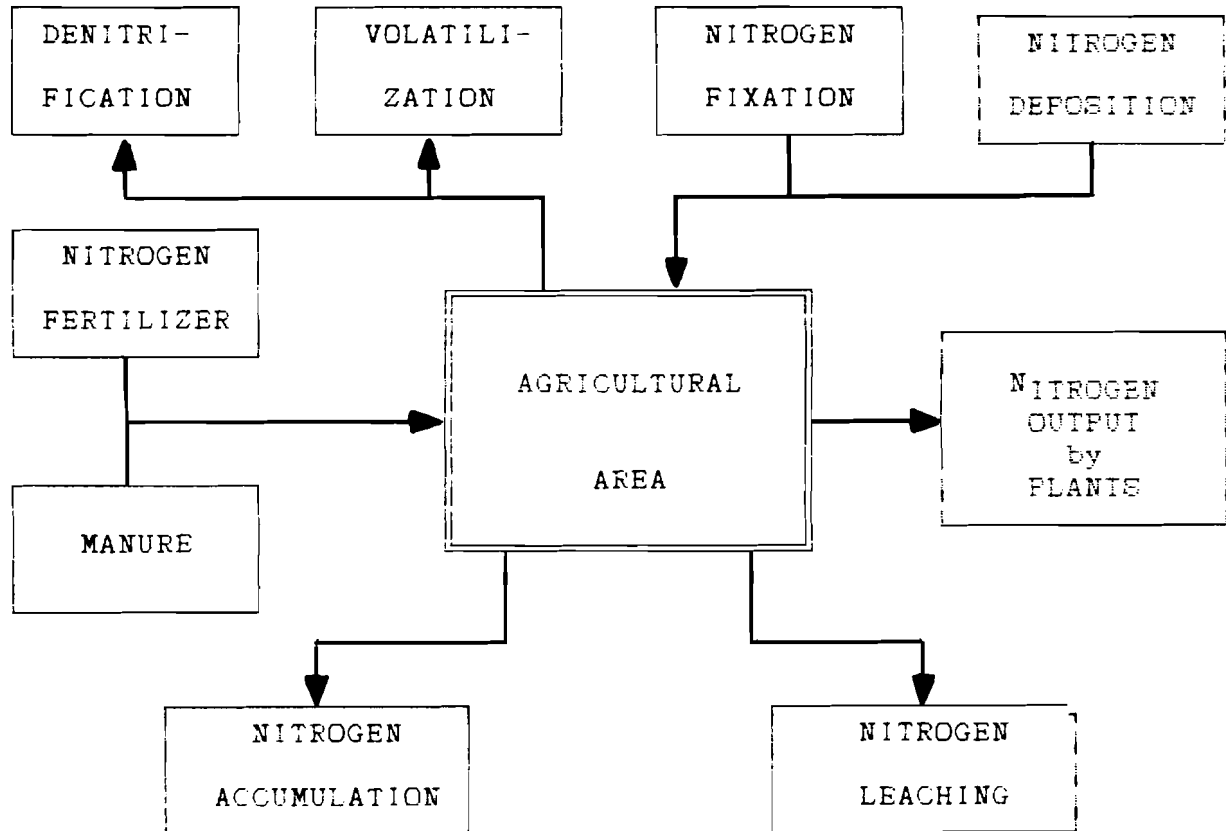 DENITRI-
FICATION
VOLATILI-
ZATION
NITROGEN
FIXATION
NITROGEN
DEPOSITION
NITROGEN
FERTILIZER
AGRICULTURAL
AREA
NITROGEN
OUTPUT
by
PLANTS
MANURE
NITROGEN
ACCUMULATION
NITROGEN
LEACHING